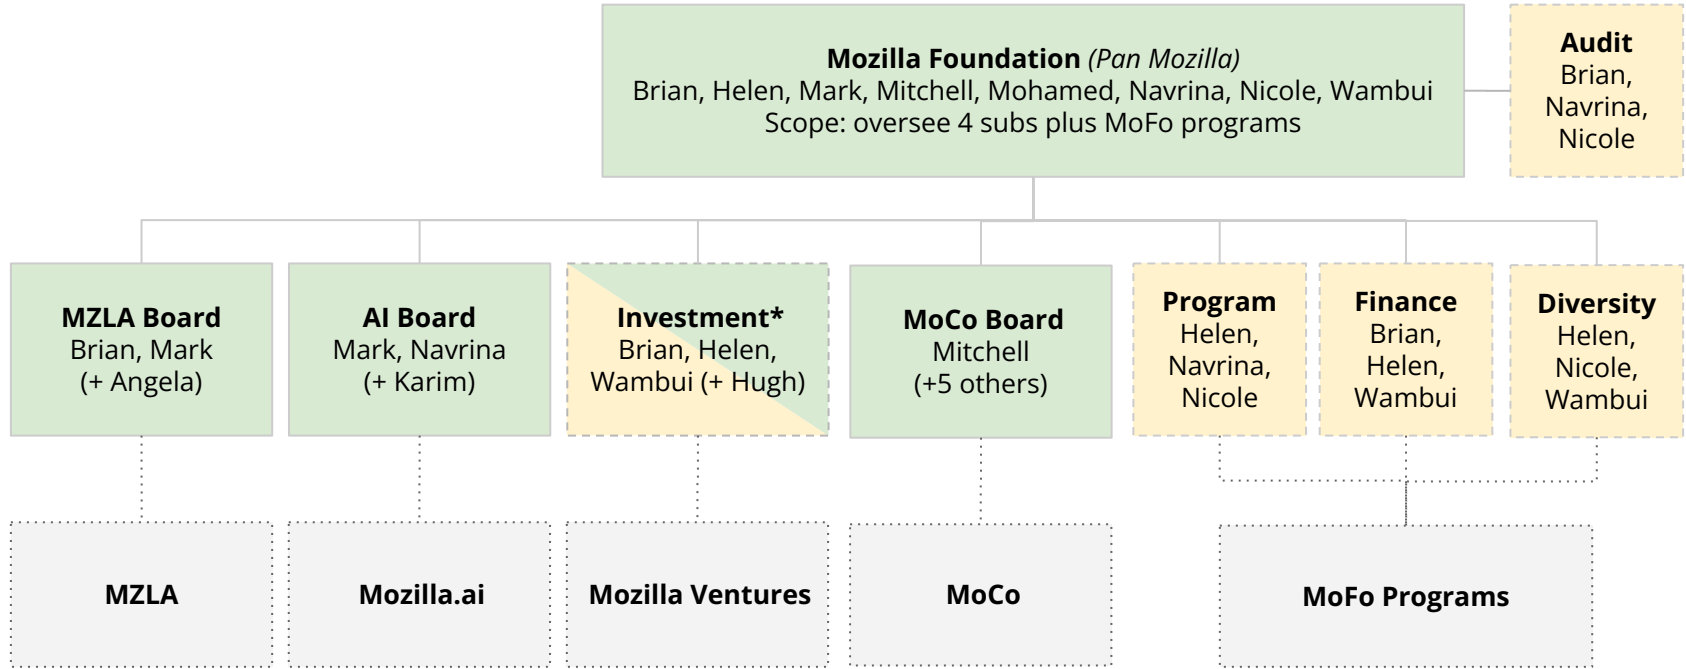 Mozilla Foundation (Pan Mozilla)
Brian, Helen, Mark, Mitchell, Mohamed, Navrina, Nicole, Wambui
Scope: oversee 4 subs plus MoFo programs
Audit
Brian,
Navrina,
Nicole
MZLA Board
Brian, Mark
(+ Angela)
AI Board
Mark, Navrina
(+ Karim)
Investment*
Brian, Helen,
Wambui (+ Hugh)
MoCo Board
Mitchell
(+5 others)
Program
Helen,
Navrina,
Nicole
Finance
Brian,
Helen,
Wambui
Diversity
Helen,
Nicole,
Wambui
MZLA
Mozilla.ai
Mozilla Ventures
MoCo
MoFo Programs